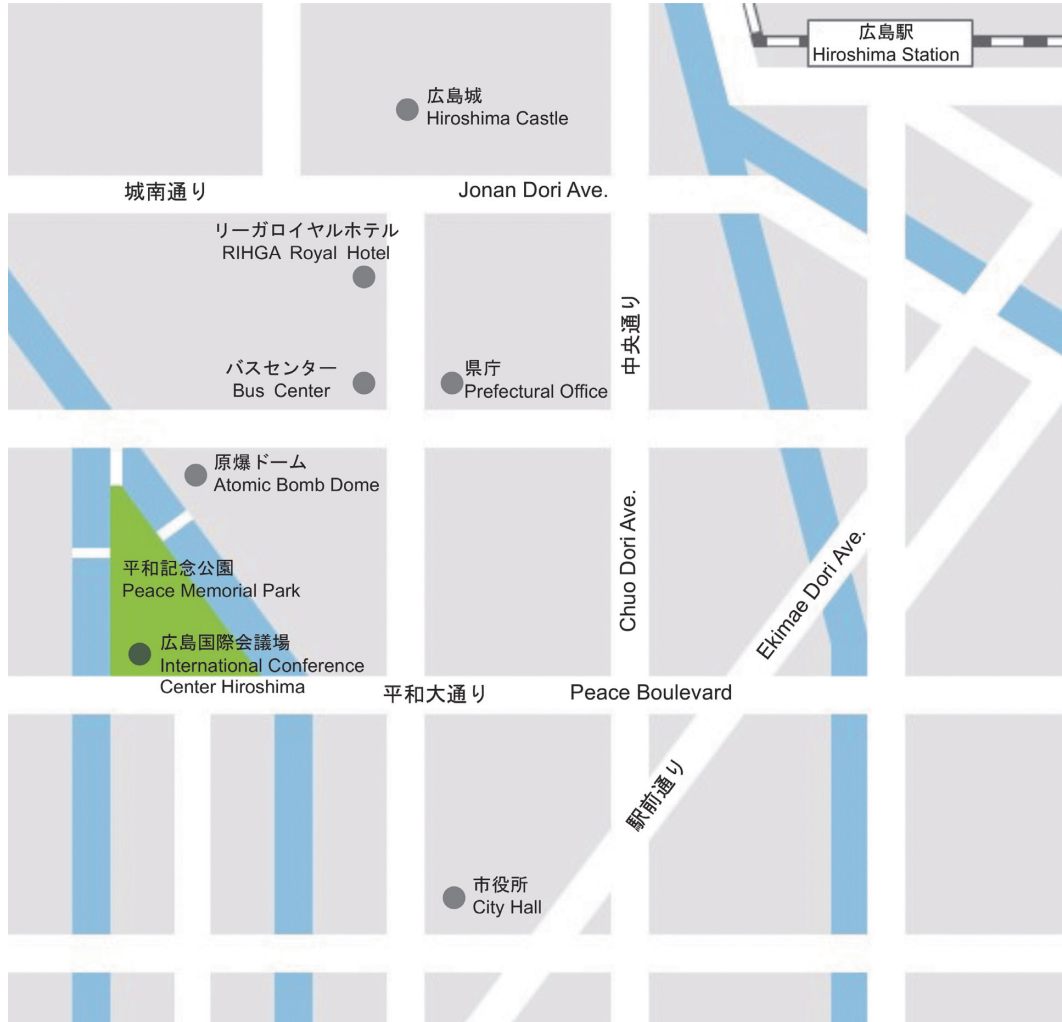 広島駅
Hiroshima Station
広島城
Hiroshima Castle
城南通り
Jonan Dori Ave.
リーガロイヤルホテル
RIHGA Royal Hotel
中央通り
バスセンター
Bus Center
県庁
Prefectural Office
原爆ドーム
Atomic Bomb Dome
Chuo Dori Ave.
Ekimae Dori Ave.
平和記念公園
Peace Memorial Park
広島国際会議場
International Conference
Center Hiroshima
平和大通り
Peace Boulevard
駅前通り
市役所
City Hall